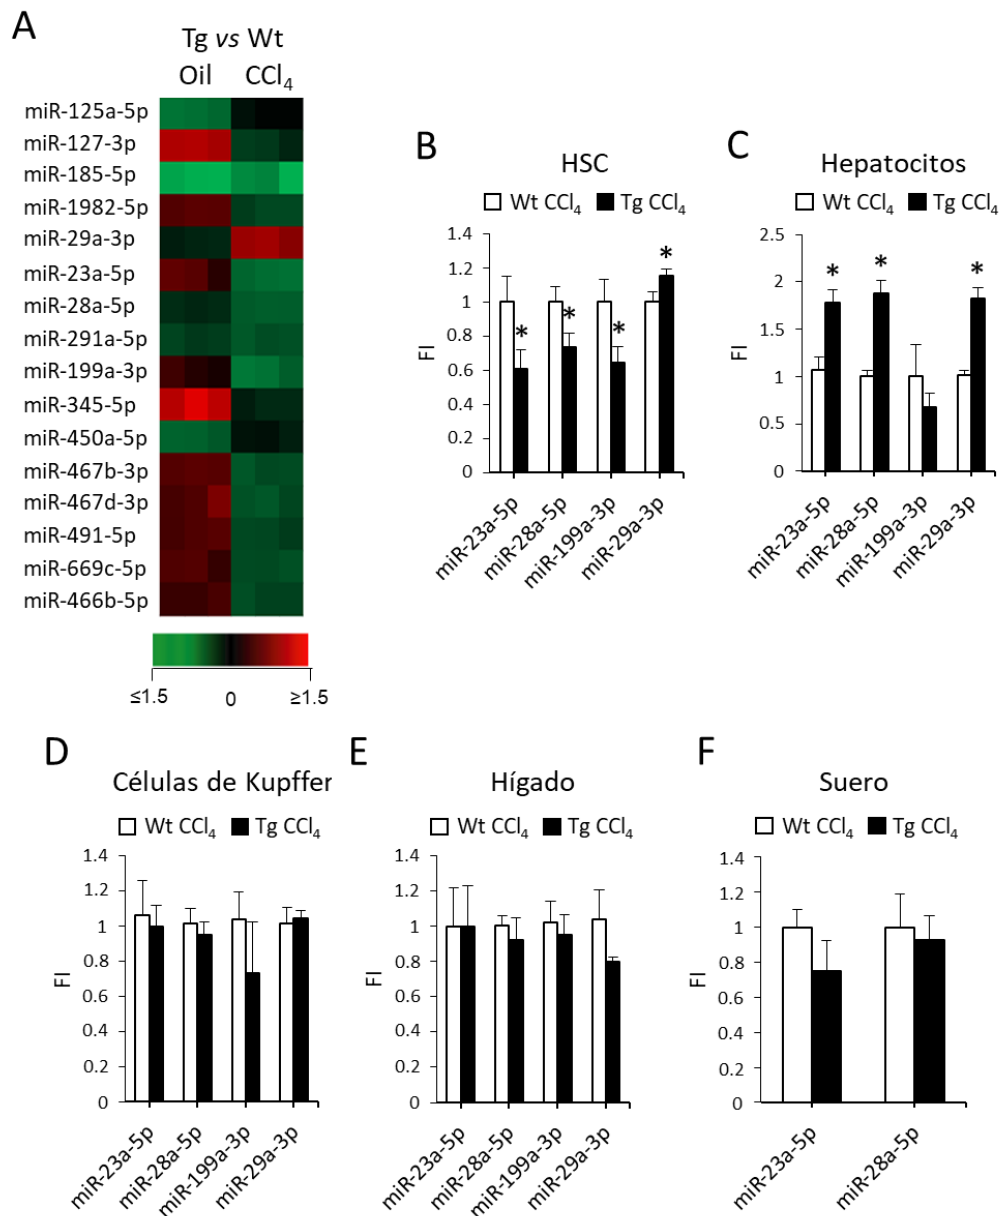 A
Tg vs Wt
Oil CCl4
miR-125a-5p
miR-127-3p
miR-185-5p
miR-1982-5p
miR-29a-3p
miR-23a-5p
miR-28a-5p
miR-291a-5p
miR-199a-3p
miR-345-5p
miR-450a-5p
miR-467b-3p
miR-467d-3p
miR-491-5p
miR-669c-5p
miR-466b-5p
≤1.5 0 ≥1.5
B
HSC
Wt CCl4 Tg CCl4
FI
1.4
1.2
1
0.8
0.6
0.4
0.2
0
* * * *
miR-23a-5p
miR-28a-5p
miR-199a-3p
miR-29a-3p
C
Hepatocitos
Wt CCl4 Tg CCl4
FI
2.5
2
1.5
1
0.5
0
* * *
miR-23a-5p
miR-28a-5p
miR-199a-3p
miR-29a-3p
D
Células de Kupffer
Wt CCl4 Tg CCl4
FI
1.4
1.2
1
0.8
0.6
0.4
0.2
0
miR-23a-5p
miR-28a-5p
miR-199a-3p
miR-29a-3p
E
Hígado
Wt CCl4 Tg CCl4
FI
1.4
1.2
1
0.8
0.6
0.4
0.2
0
miR-23a-5p
miR-28a-5p
miR-199a-3p
miR-29a-3p
F
Suero
Wt CCl4 Tg CCl4
FI
1.4
1.2
1
0.8
0.6
0.4
0.2
0
miR-23a-5p
miR-28a-5p